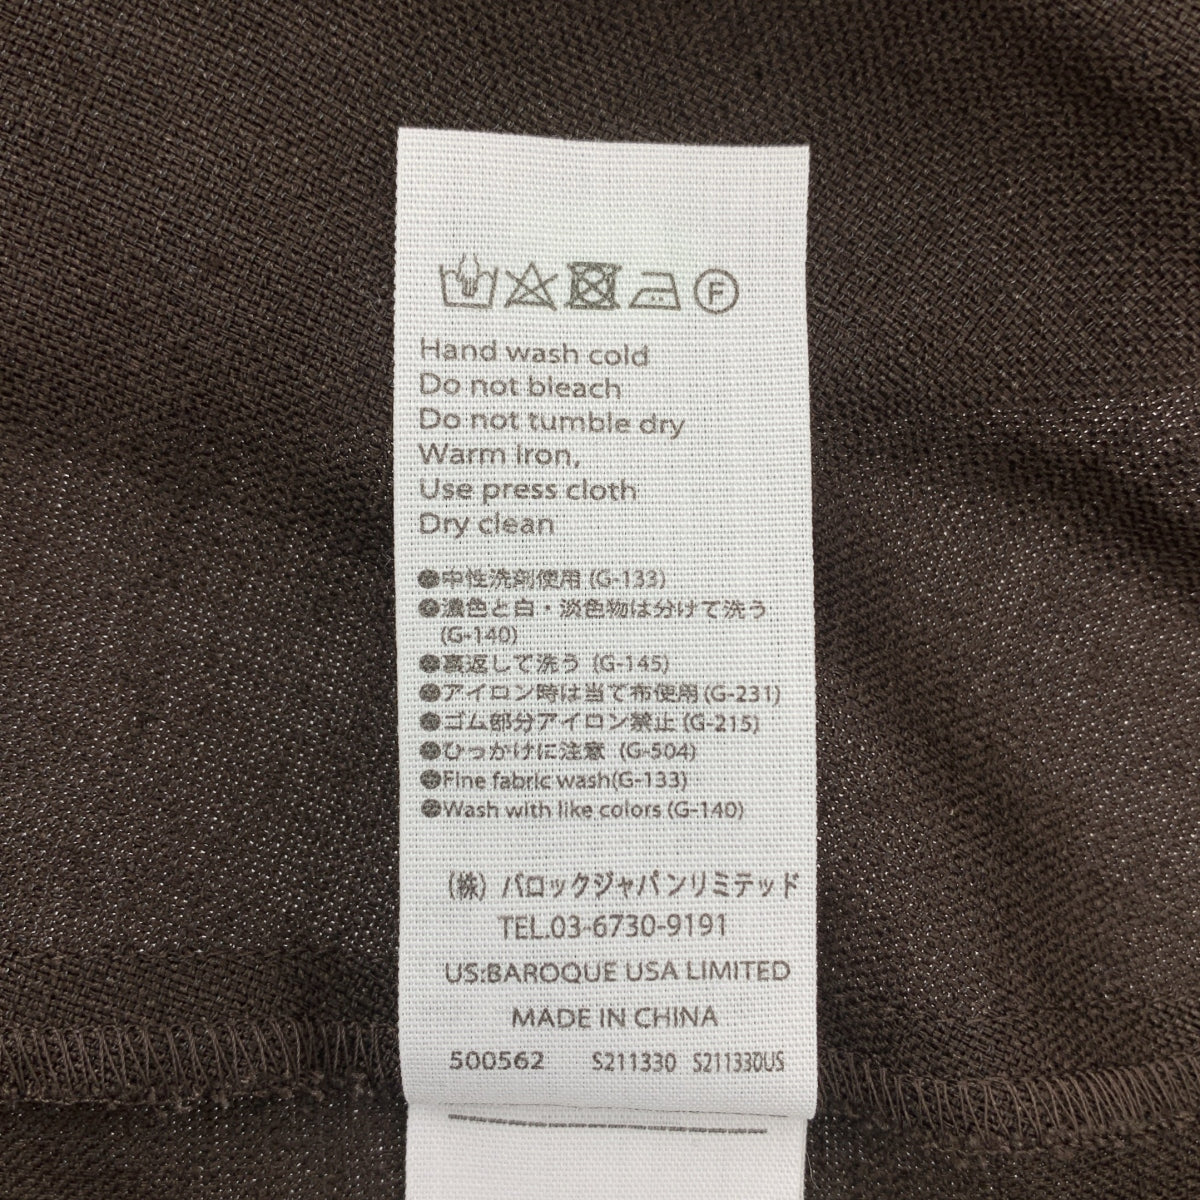 F
Hand wash cold
Do not bleach
Do not tumble dry
Warm iron,
Use press cloth
Dry clean
●中性洗剤使用 (G-133)
●濃色と白・淡色物は分けて洗う
(G-140)
●裏返して洗う (G-145)
●アイロン時は当て布使用 (G-231)
●ゴム部分アイロン禁止 (G-215)
●ひっかけに注意 (G-504)
●Fine fabric wash(G-133)
●Wash with like colors (G-140)
(株) バロックジャパンリミテッド
TEL.03-6730-9191
US:BAROQUE USA LIMITED
MADE IN CHINA
500562 S211330 S211330US